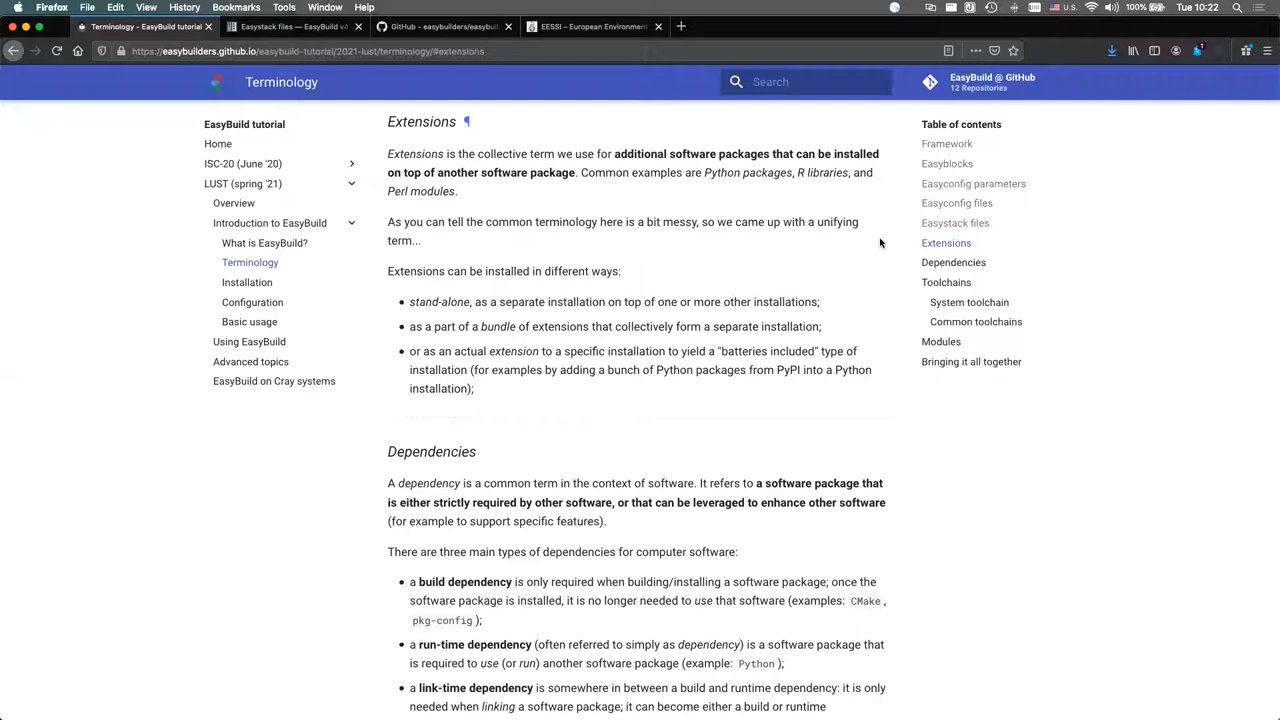 Firefox File Edit View History Bookmarks Tools Window Help 100% Tue 10:22
Terminology - EasyBuild tutorial
Easystack files — EasyBuild v4
GitHub - easybuilders/easybuil
EESSI – European Environment
https://easybuilders.github.io/easybuild-tutorial/2021-lust/terminology/#extensions
Terminology
Search
EasyBuild @ GitHub
12 Repositories
EasyBuild tutorial
Home
ISC-20 (June '20)
LUST (spring '21)
Overview
Introduction to EasyBuild
What is EasyBuild?
Terminology
Installation
Configuration
Basic usage
Using EasyBuild
Advanced topics
EasyBuild on Cray systems
Extensions ¶
Extensions is the collective term we use for additional software packages that can be installed
on top of another software package. Common examples are Python packages, R libraries, and
Perl modules.
As you can tell the common terminology here is a bit messy, so we came up with a unifying
term...
Extensions can be installed in different ways:
• stand-alone, as a separate installation on top of one or more other installations;
• as a part of a bundle of extensions that collectively form a separate installation;
• or as an actual extension to a specific installation to yield a "batteries included" type of
installation (for examples by adding a bunch of Python packages from PyPI into a Python
installation);
Dependencies
A dependency is a common term in the context of software. It refers to a software package that
is either strictly required by other software, or that can be leveraged to enhance other software
(for example to support specific features).
There are three main types of dependencies for computer software:
• a build dependency is only required when building/installing a software package; once the
software package is installed, it is no longer needed to use that software (examples: CMake,
pkg-config);
• a run-time dependency (often referred to simply as dependency) is a software package that
is required to use (or run) another software package (example: Python);
• a link-time dependency is somewhere in between a build and runtime dependency: it is only
needed when linking a software package; it can become either a build or runtime
Table of contents
Framework
Easyblocks
Easyconfig parameters
Easyconfig files
Easystack files
Extensions
Dependencies
Toolchains
System toolchain
Common toolchains
Modules
Bringing it all together